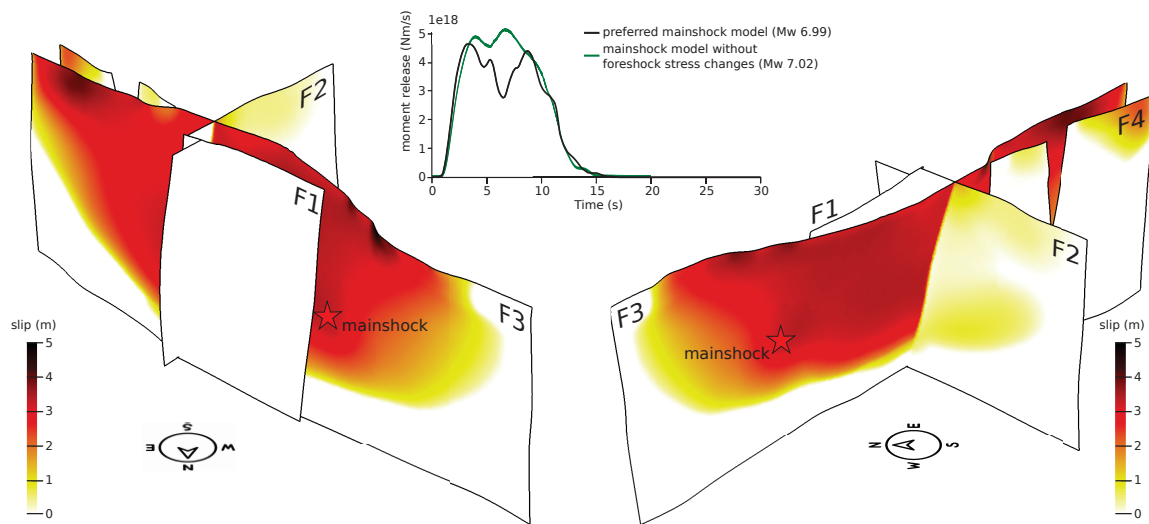 5e18
moment release (Nm/s)
5
4
3
2
1
0
0
5
10
15
20
25
30
Time (s)
preferred mainshock model (Mw 6.99)
mainshock model without
foreshock stress changes (Mw 7.02)
F2
F1
F3
mainshock
slip (m)
5
4
3
2
1
0
S
E
W
N
F4
F1
F2
F3
mainshock
slip (m)
5
4
3
2
1
0
E
N
S
W